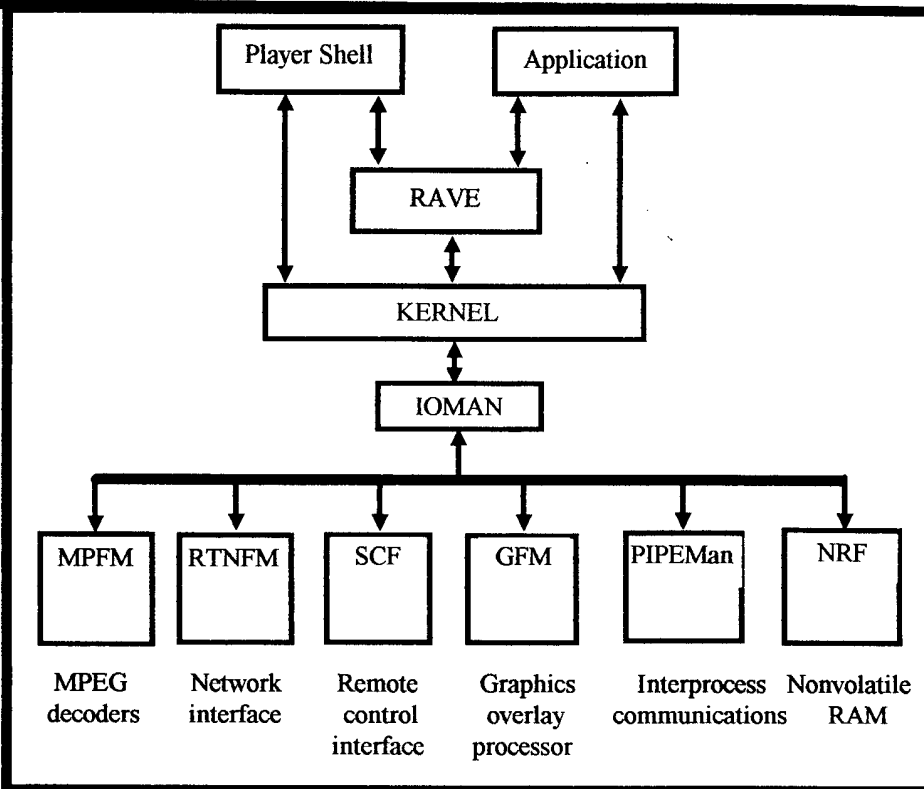 Player Shell
Application
RAVE
KERNEL
IOMAN
MPFM
RTNFM
SCF
GFM
PIPEMan
NRF
MPEG
decoders
Network
interface
Remote
control
interface
Graphics
overlay
processor
Interprocess
communications
Nonvolatile
RAM